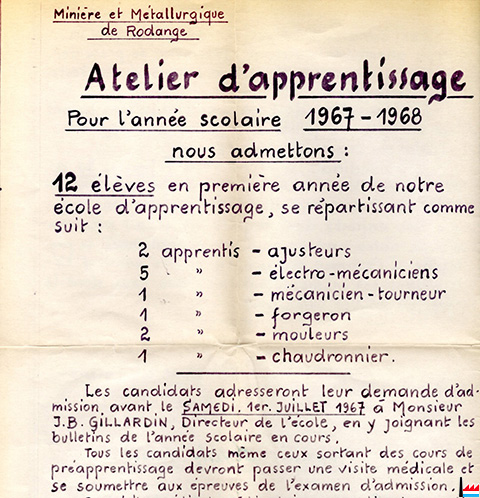 Minière et Métallurgique
de Rodange
Atelier d'apprentissage
Pour l'année scolaire 1967-1968
nous admettons :
12 élèves en première année de notre
école d'apprentissage, se répartissant comme
suit :
2 apprentis - ajusteurs
5 " - électro-mécaniciens
1 " - mécanicien-tourneur
1 " - forgeron
2 " - mouleurs
1 " - chaudronnier.
Les candidats adresseront leur demande d'ad-
mission avant le SAMEDI, 1er. JUILLET 1967 à Monsieur
J.B. GILLARDIN, Directeur de l'école, en y joignant les
bulletins de l'année scolaire en cours.
Tous les candidats même ceux sortant des cours de
préapprentissage devront passer une visite médicale et
se soumettre aux épreuves de l'examen d'admission.